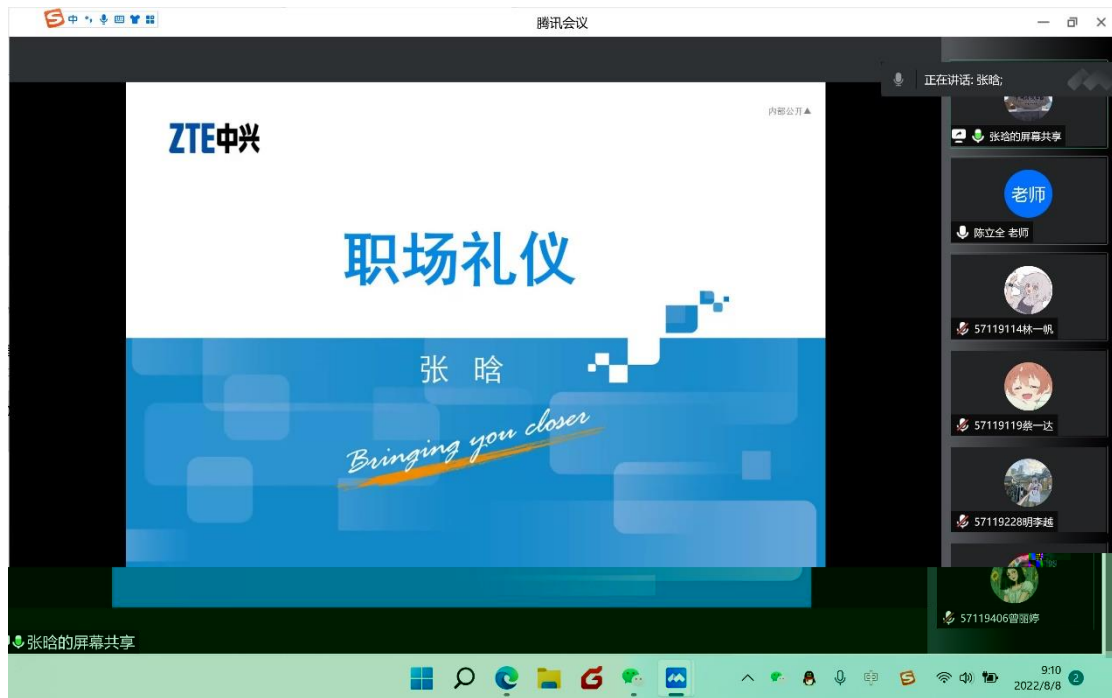 中
腾讯会议
正在讲话: 张晗;
内部公开▲
ZTE中兴
职场礼仪
张 晗
Bringing you closer
张晗的屏幕共享
老师
陈立全 老师
57119114林一帆
57119119蔡一达
57119228明李越
57119406曾丽婷
张晗的屏幕共享
9:10
2022/8/8
2